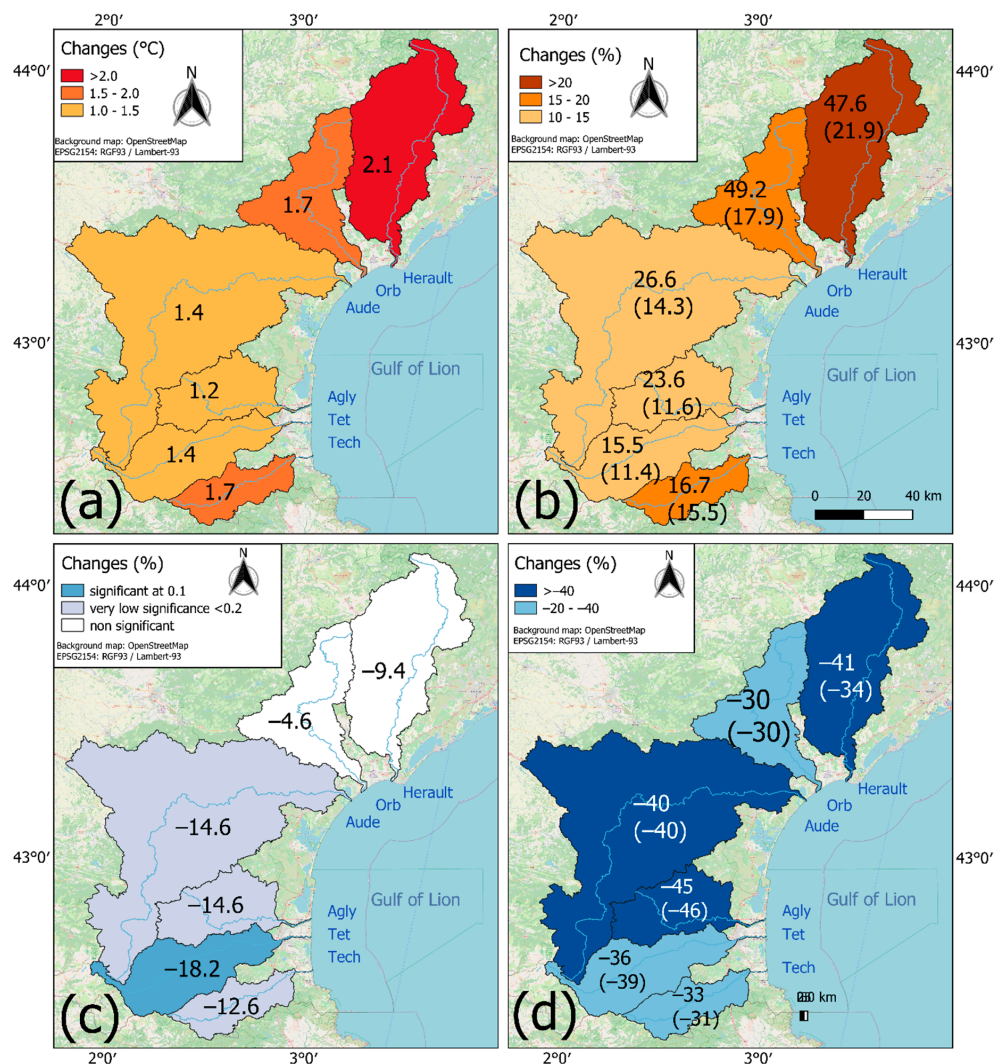 2°0′
3°0′
2°0′
3°0′
44°0′
43°0′
Changes (°C)
>2.0
1.5 - 2.0
1.0 - 1.5
N
Background map: OpenStreetMap
EPSG2154: RGF93 / Lambert-93
2.1
1.7
1.4
1.2
1.4
1.7
Herault
Orb
Aude
Gulf of Lion
Agly
Tet
Tech
(a)
Changes (%)
>20
15 - 20
10 - 15
N
Background map: OpenStreetMap
EPSG2154: RGF93 / Lambert-93
44°0′
43°0′
47.6
(21.9)
49.2
(17.9)
26.6
(14.3)
23.6
(11.6)
15.5
(11.4)
16.7
(15.5)
Herault
Orb
Aude
Gulf of Lion
Agly
Tet
Tech
0 20 40 km
(b)
44°0′
43°0′
Changes (%)
significant at 0.1
very low significance <0.2
non significant
N
Background map: OpenStreetMap
EPSG2154: RGF93 / Lambert-93
−9.4
−4.6
−14.6
−14.6
−18.2
−12.6
Herault
Orb
Aude
Gulf of Lion
Agly
Tet
Tech
(c)
Changes (%)
>−40
−20 - −40
N
Background map: OpenStreetMap
EPSG2154: RGF93 / Lambert-93
44°0′
43°0′
−41
(−34)
−30
(−30)
−40
(−40)
−45
(−46)
−36
(−39)
−33
(−31)
Herault
Orb
Aude
Gulf of Lion
Agly
Tet
Tech
km
(d)
2°0′
3°0′
2°0′
3°0′